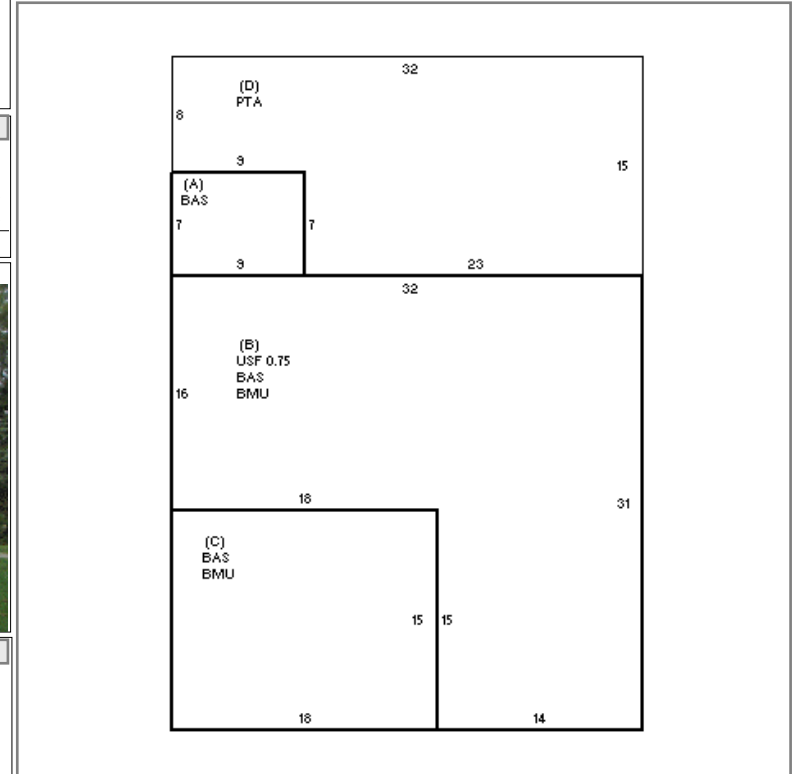 32
(D)
PTA
8
9
15
(A)
BAS
7
7
9
23
32
(B)
USF 0.75
BAS
BMU
16
18
31
(C)
BAS
BMU
15
15
18
14